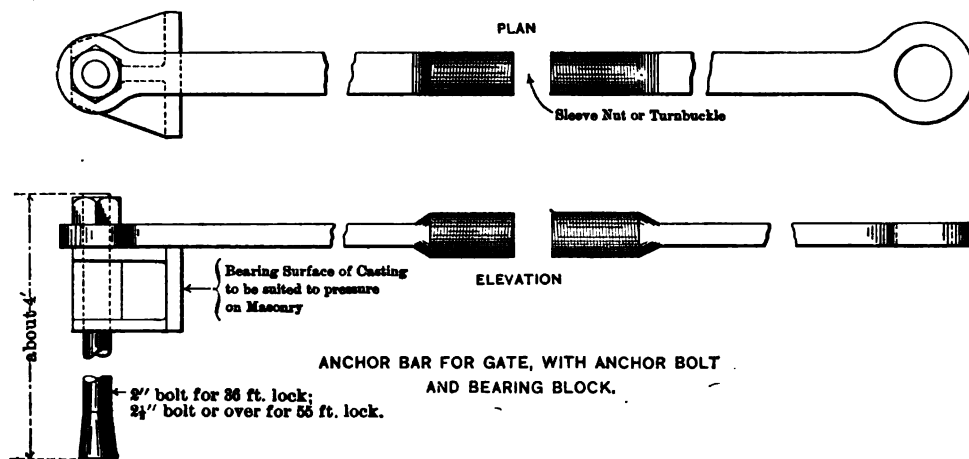 PLAN
Sleeve Nut or Turnbuckle
about 4'
Bearing Surface of Casting
to be suited to pressure
on Masonry
ELEVATION
ANCHOR BAR FOR GATE, WITH ANCHOR BOLT
AND BEARING BLOCK.
2″ bolt for 36 ft. lock;
bolt or over for 55 ft. lock.